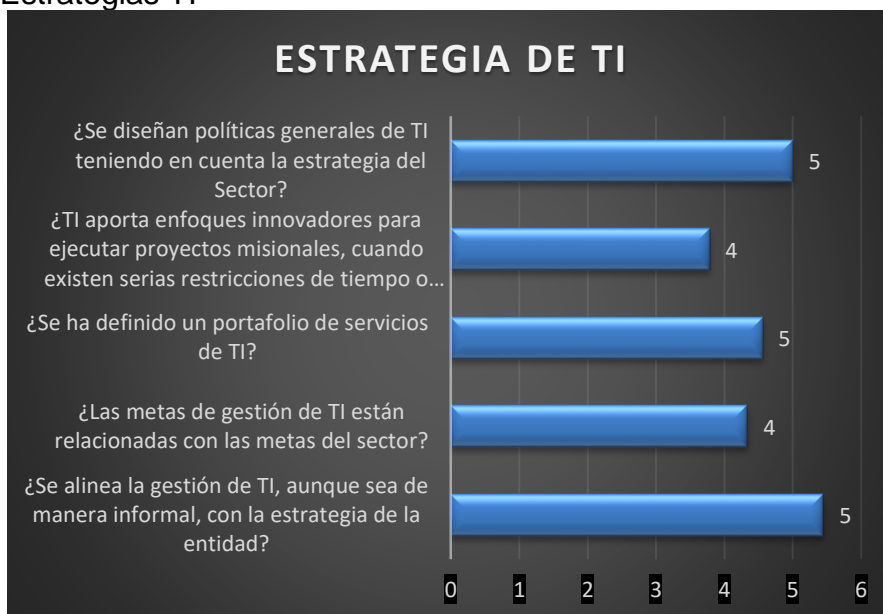 Estrategias TI
ESTRATEGIA DE TI
¿Se diseñan políticas generales de TI
teniendo en cuenta la estrategia del
Sector?
5
¿TI aporta enfoques innovadores para
ejecutar proyectos misionales, cuando
existen serias restricciones de tiempo o…
4
¿Se ha definido un portafolio de servicios
de TI?
5
¿Las metas de gestión de TI están
relacionadas con las metas del sector?
4
¿Se alinea la gestión de TI, aunque sea de
manera informal, con la estrategia de la
entidad?
5
0 1 2 3 4 5 6